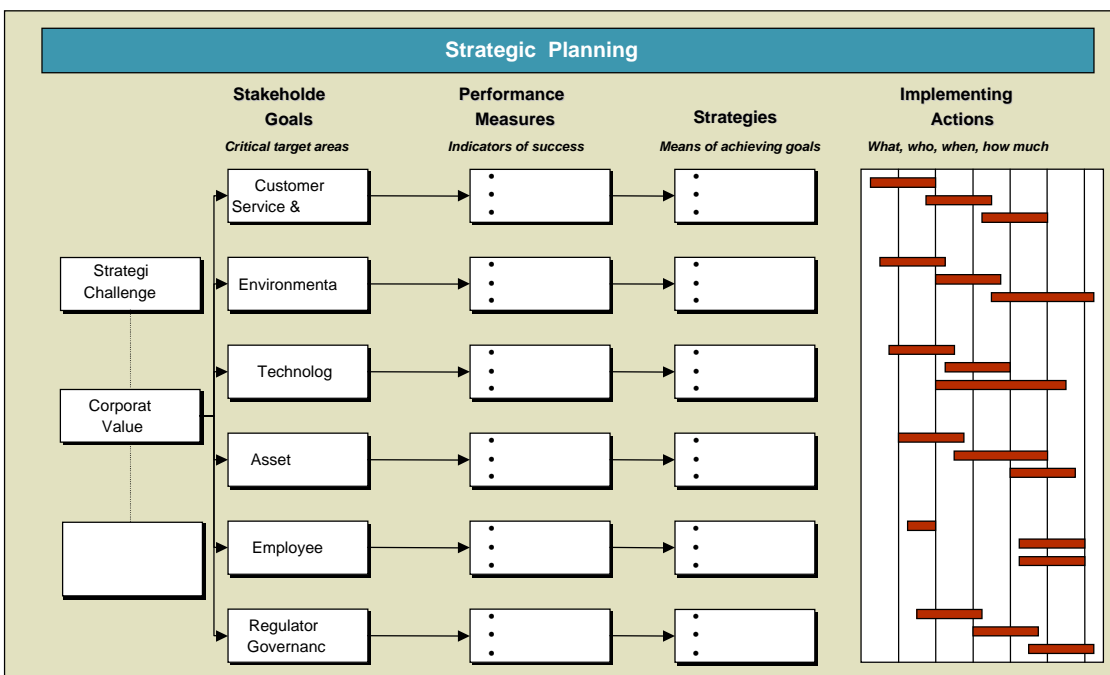 Strategic Planning
Stakeholde
Goals
Critical target areas
Performance
Measures
Indicators of success
Strategies
Means of achieving goals
Implementing
Actions
What, who, when, how much
Customer
Service &
•
•
•
•
•
•
Strategi
Challenge
Environmenta
•
•
•
•
•
•
Technolog
•
•
•
•
•
•
Corporat
Value
Asset
•
•
•
•
•
•
Employee
•
•
•
•
•
•
Regulator
Governanc
•
•
•
•
•
•